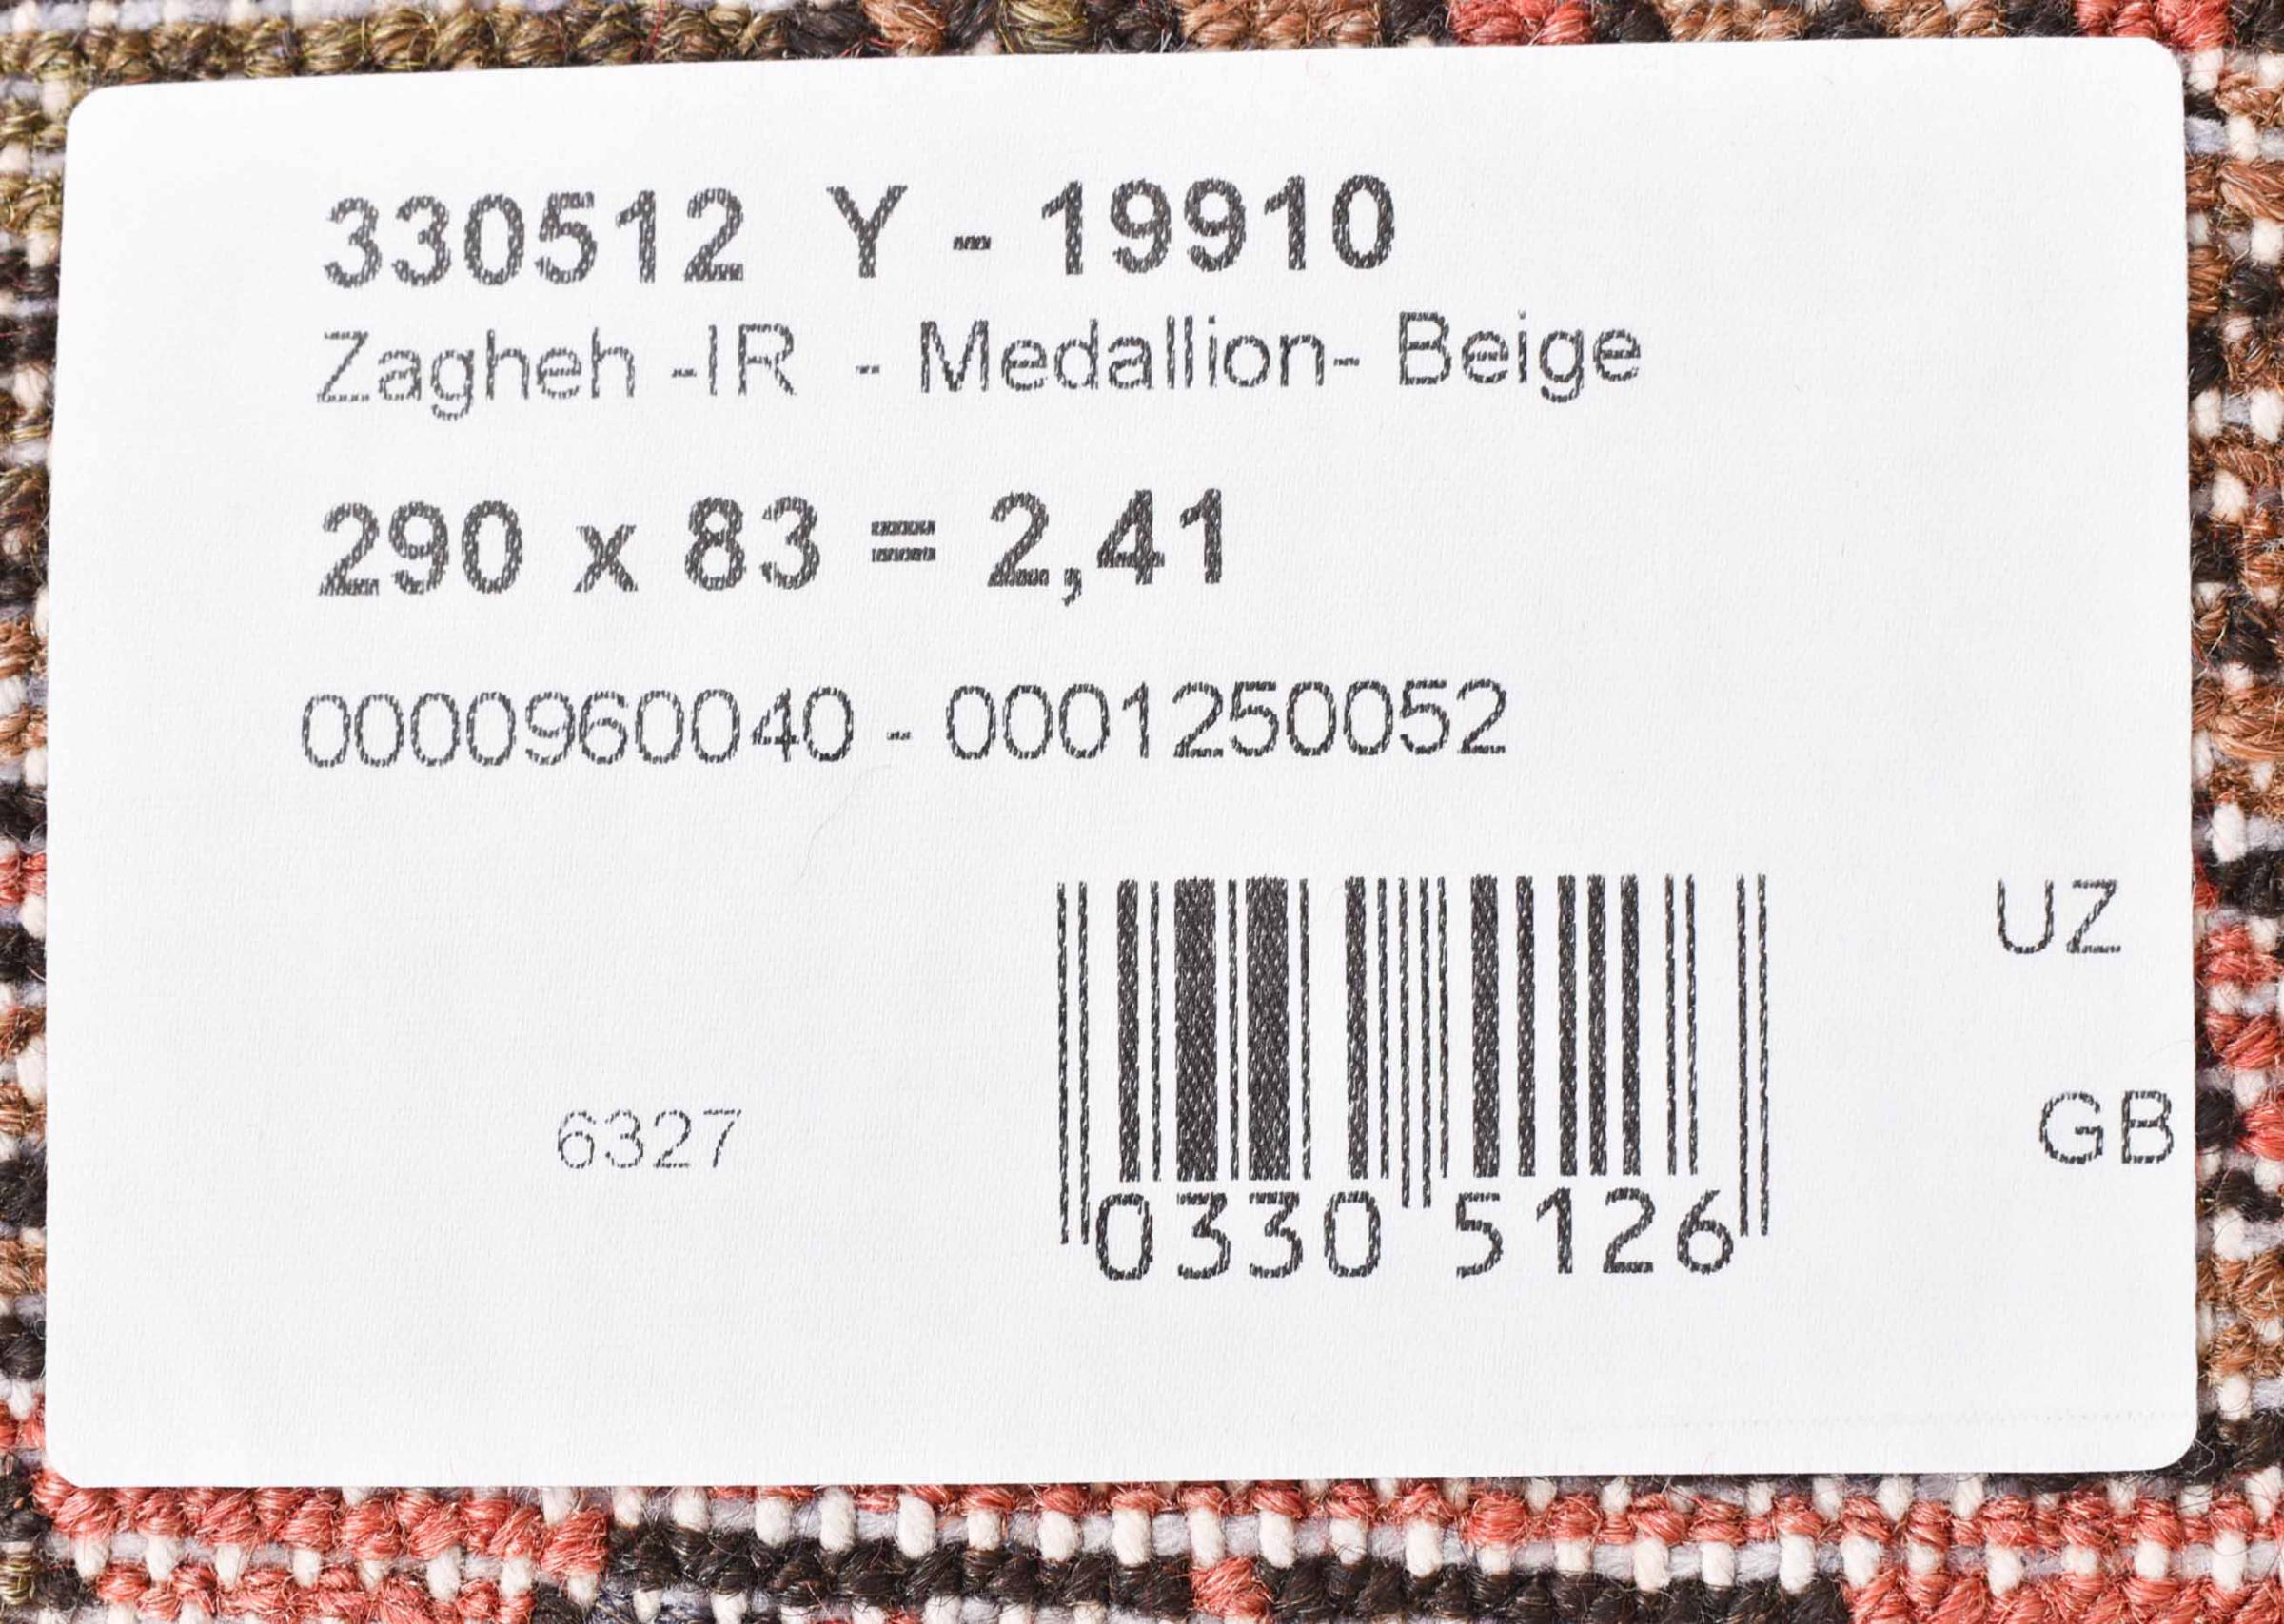 330512 Y - 19910
Zagheh -IR - Medallion- Beige
290 x 83 = 2,41
0000960040 - 0001250052
UZ
6327
GB
0330 5126